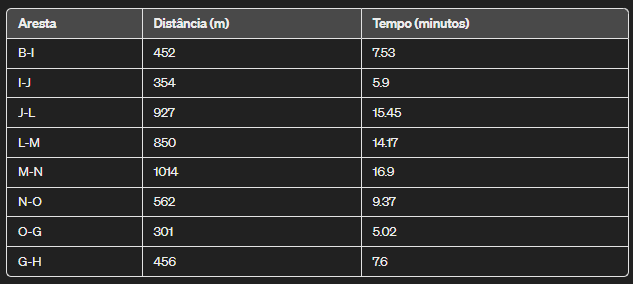 Aresta Distância (m) Tempo (minutos)
B-I 452 7.53
I-J 354 5.9
J-L 927 15.45
L-M 850 14.17
M-N 1014 16.9
N-O 562 9.37
O-G 301 5.02
G-H 456 7.6